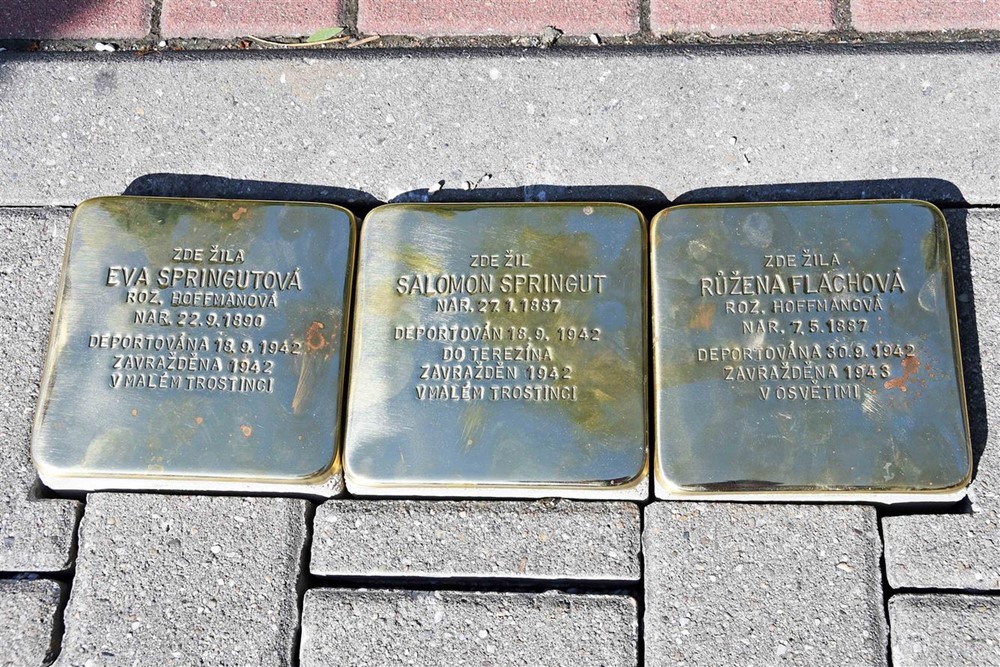 ZDE ŽILA
EVA SPRINGUTOVÁ
ROZ. HOFFMANOVÁ
NAR. 22.9.1890
DEPORTOVÁNA 18.9. 1942
ZAVRAŽDĚNA 1942
V MALÉM TROSTINCI
ZDE ŽIL
SALOMON SPRINGUT
NAR. 27.1.1887
DEPORTOVÁN 18.9. 1942
DO TEREZÍNA
ZAVRAŽDĚN 1942
V MALÉM TROSTINCI
ZDE ŽILA
RŮŽENA FLACHOVÁ
ROZ. HOFFMANOVÁ
NAR. 7.5.1887
DEPORTOVÁNA 30.9.1942
ZAVRAŽDĚNA 1943
V OSVĚTIMI